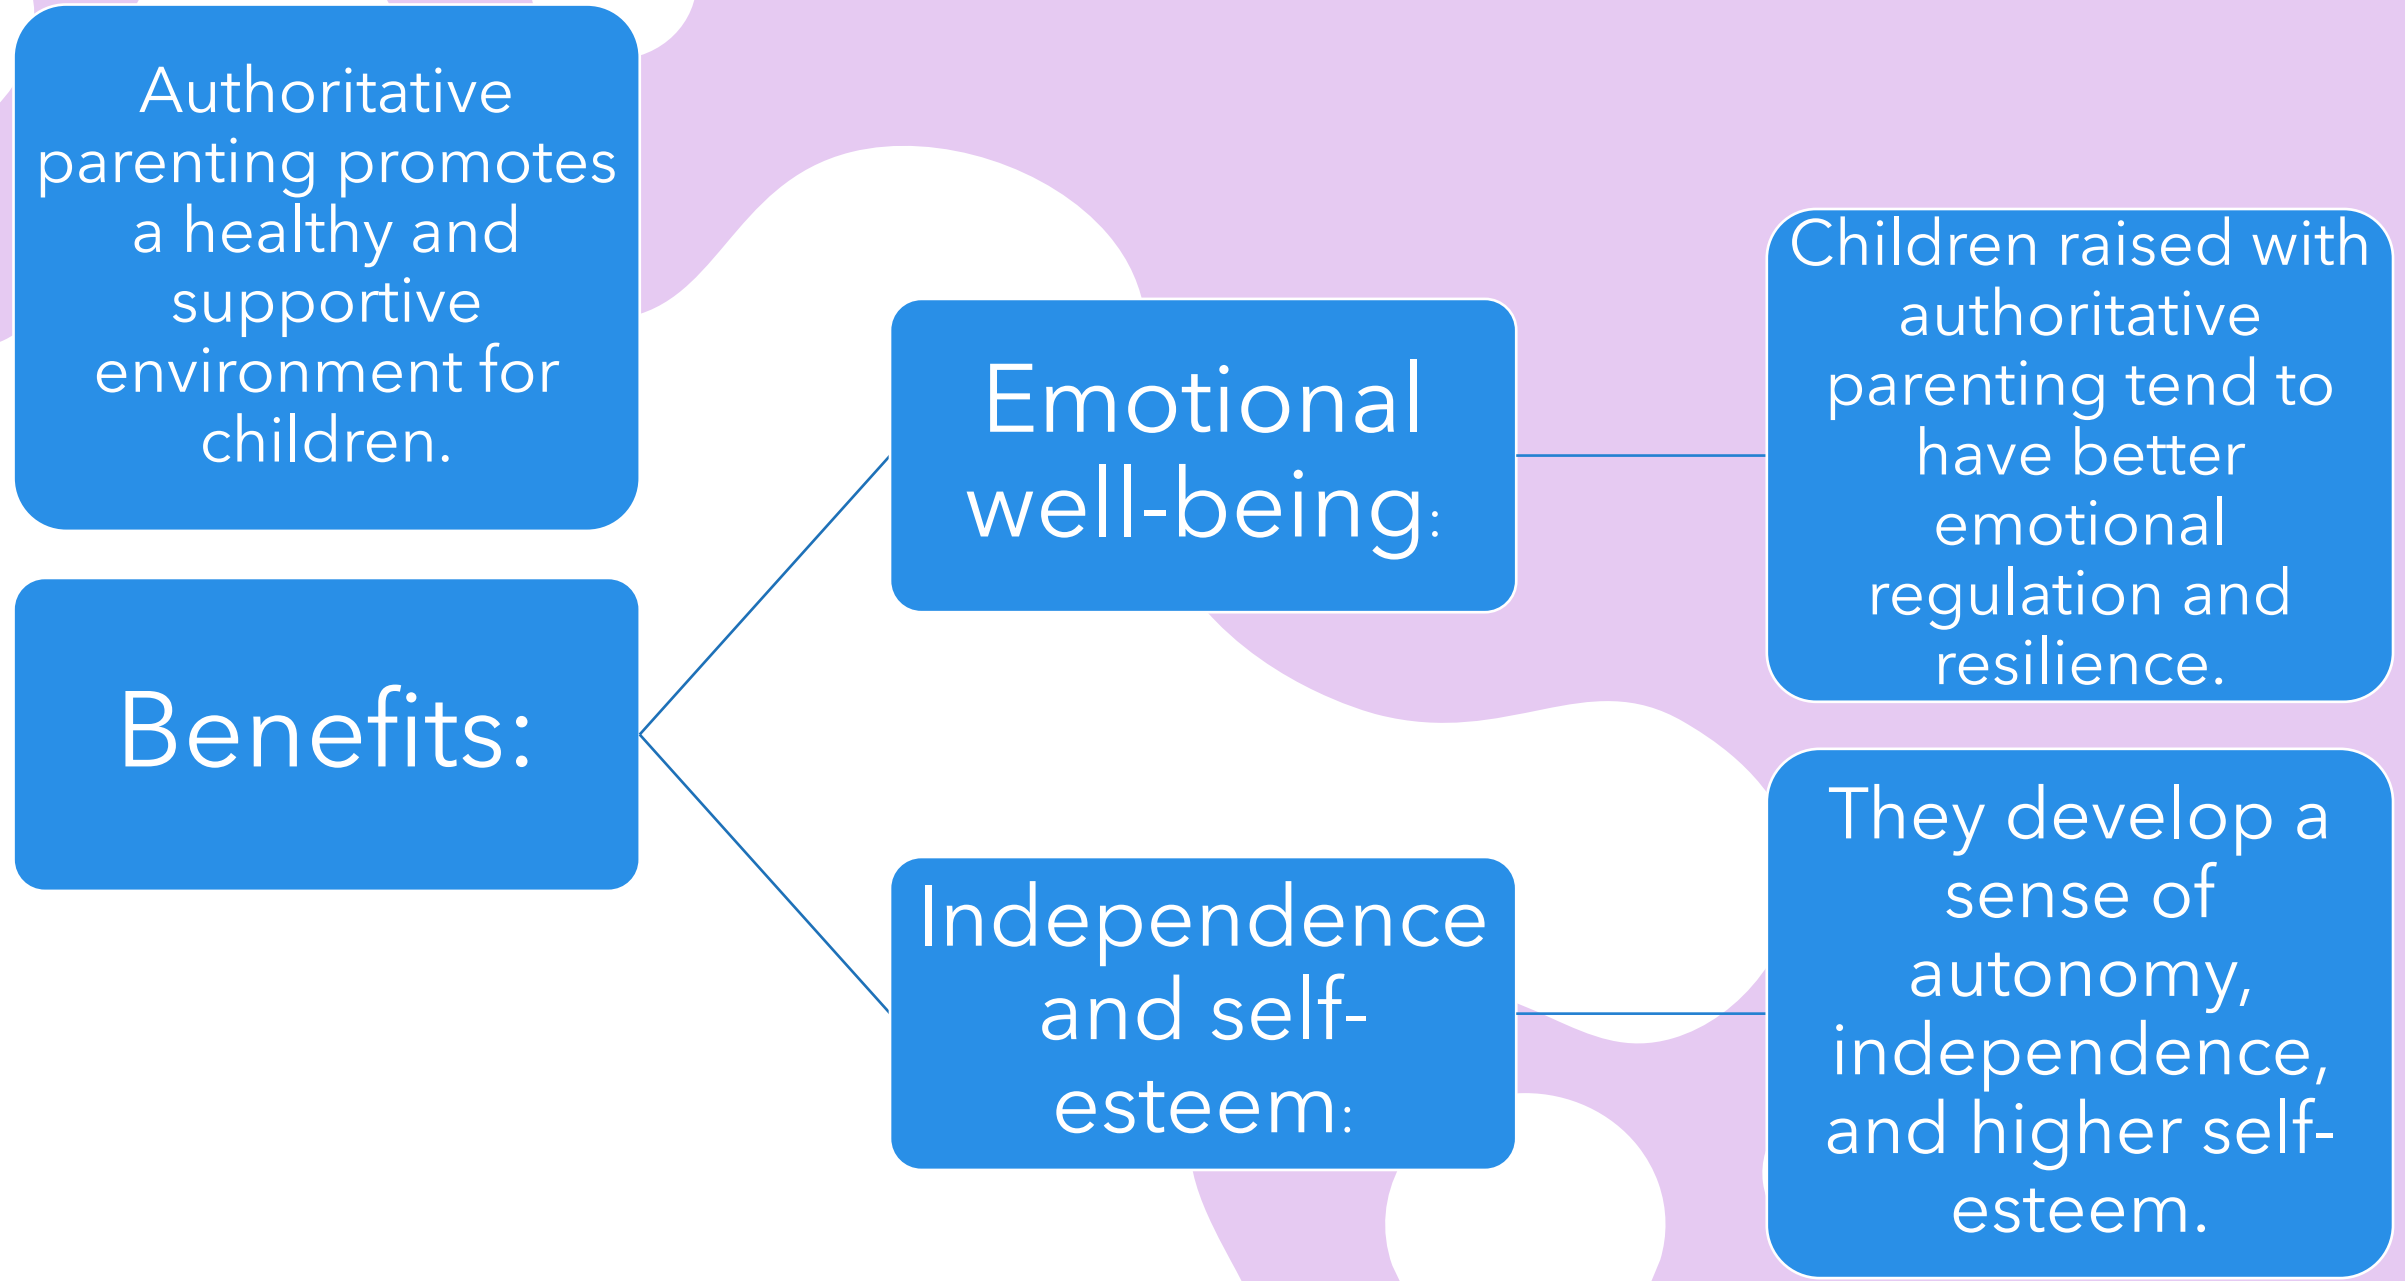 Authoritative
parenting promotes
a healthy and
supportive
environment for
children.
Benefits:
Emotional
well-being:
Children raised with
authoritative
parenting tend to
have better
emotional
regulation and
resilience.
Independence
and self-
esteem:
They develop a
sense of
autonomy,
independence,
and higher self-
esteem.